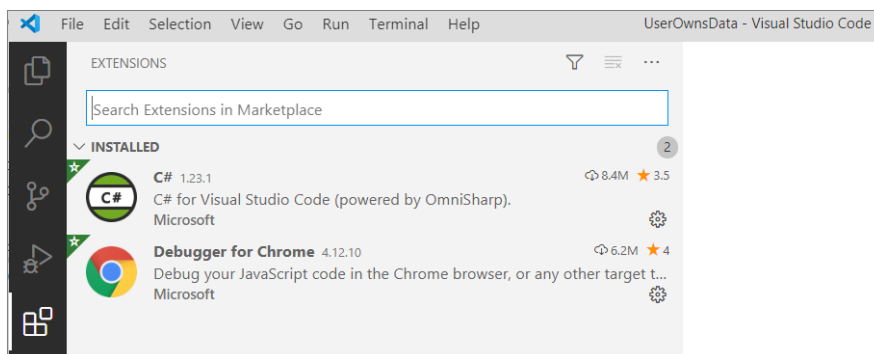 File Edit Selection View Go Run Terminal Help UserOwnsData - Visual Studio Code
EXTENSIONS
Search Extensions in Marketplace
INSTALLED 2
C# 1.23.1 8.4M 3.5
C# C# for Visual Studio Code (powered by OmniSharp).
Microsoft
Debugger for Chrome 4.12.10 6.2M 4
Debug your JavaScript code in the Chrome browser, or any other target t...
Microsoft